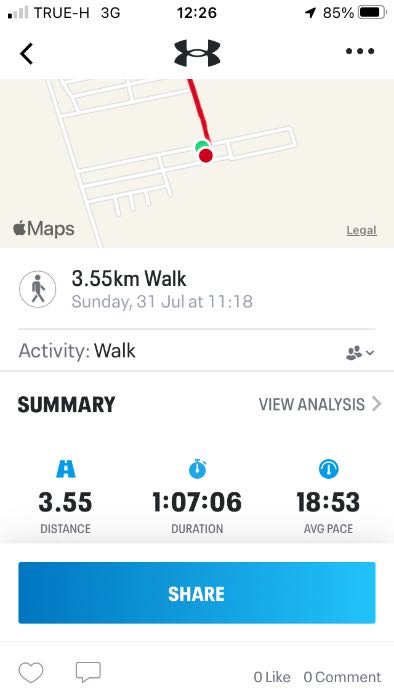 TRUE-H 3G 12:26 85%
Maps
Legal
3.55km Walk
Sunday, 31 Jul at 11:18
Activity: Walk
SUMMARY
VIEW ANALYSIS
3.55 1:07:06 18:53
DISTANCE DURATION AVG PACE
SHARE
0 Like 0 Comment